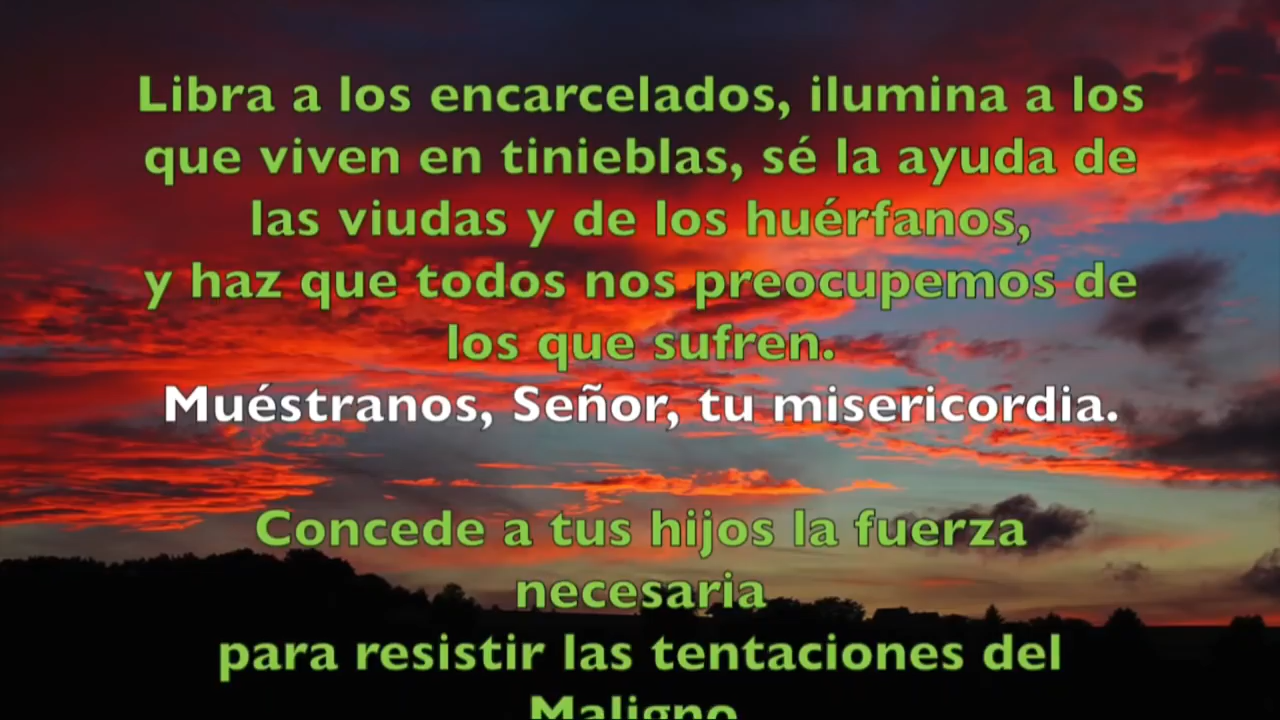 Libra a los encarcelados, ilumina a los
que viven en tinieblas, sé la ayuda de
las viudas y de los huérfanos,
y haz que todos nos preocupemos de
los que sufren.
Muéstranos, Señor, tu misericordia.
Concede a tus hijos la fuerza
necesaria
para resistir las tentaciones del
Maligno